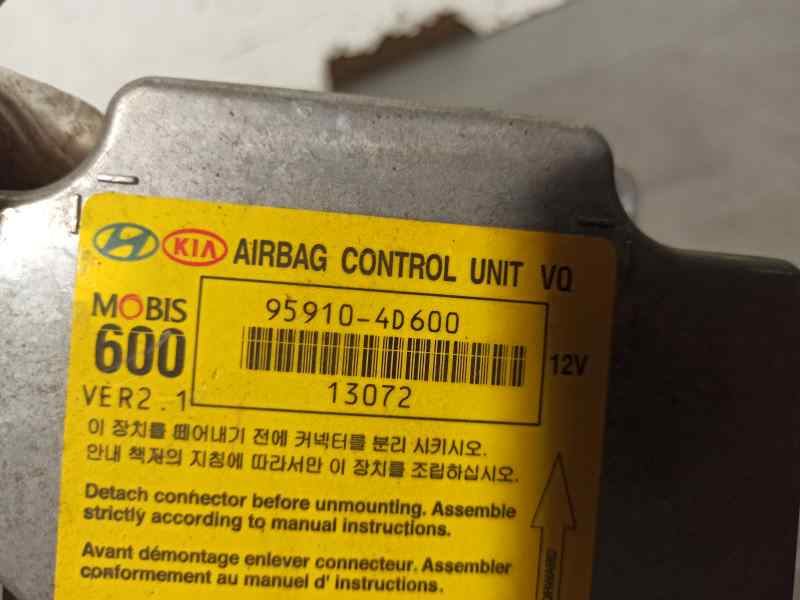 KIA AIRBAG CONTROL UNIT VQ
MOBIS
95910-4D600
600
12V
VER2.1
13072
이 장치를 떼어내기 전에 커넥터를 분리 시키시오.
안내 책자의 지침에 따라서만 이 장치를 조립하십시오.
Detach connector before unmounting. Assemble
strictly according to manual instructions.
Avant démontage enlever connecteur. Assembler
conformement au manuel d' instructions.
FORWARD